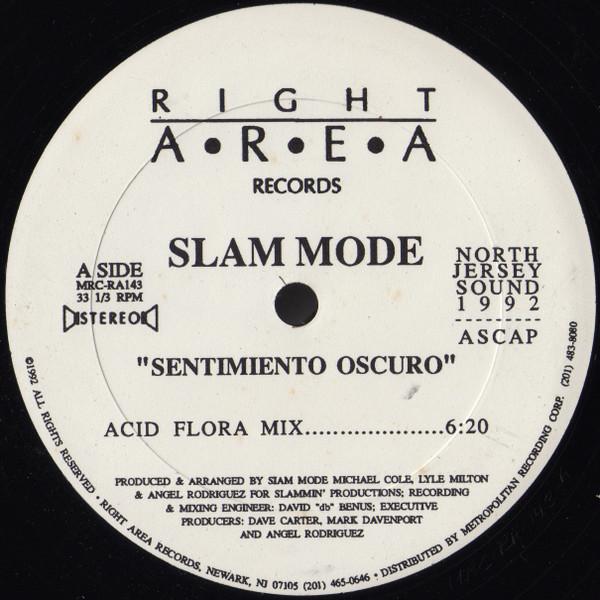 RIGHT
A•R•E•A
RECORDS
SLAM MODE
A SIDE
MRC-RA143
33 1/3 RPM
STEREO
NORTH
JERSEY
SOUND
1992
ASCAP
"SENTIMIENTO OSCURO"
ACID FLORA MIX....................6:20
PRODUCED & ARRANGED BY SlAM MODE MICHAEL COLE, LYLE MILTON
& ANGEL RODRIGUEZ FOR SLAMMIN' PRODUCTIONS; RECORDING
& MIXING ENGINEER: DAVID "db" BENUS; EXECUTIVE
PRODUCERS: DAVE CARTER, MARK DAVENPORT
AND ANGEL RODRIGUEZ
©1992 ALL RIGHTS RESERVED • RIGHT AREA RECORDS, NEWARK, NJ 07105 (201) 465-0646 • DISTRIBUTED BY METROPOLITAN RECORDING CORP. (201) 483-8080